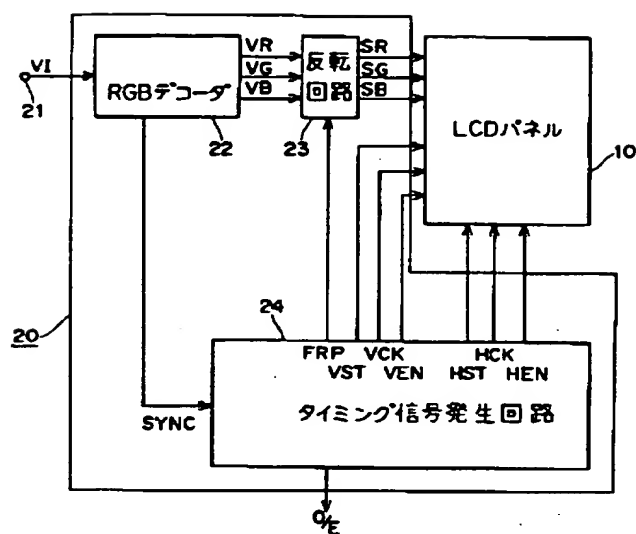 VI
21
RGBデコーダ
22
VR
VG
VB
反転
回路
23
SR
SG
SB
LCDパネル
10
20
24
FRP
VST
VCK
VEN
HST
HCK
HEN
SYNC
タイミング信号発生回路
O/E